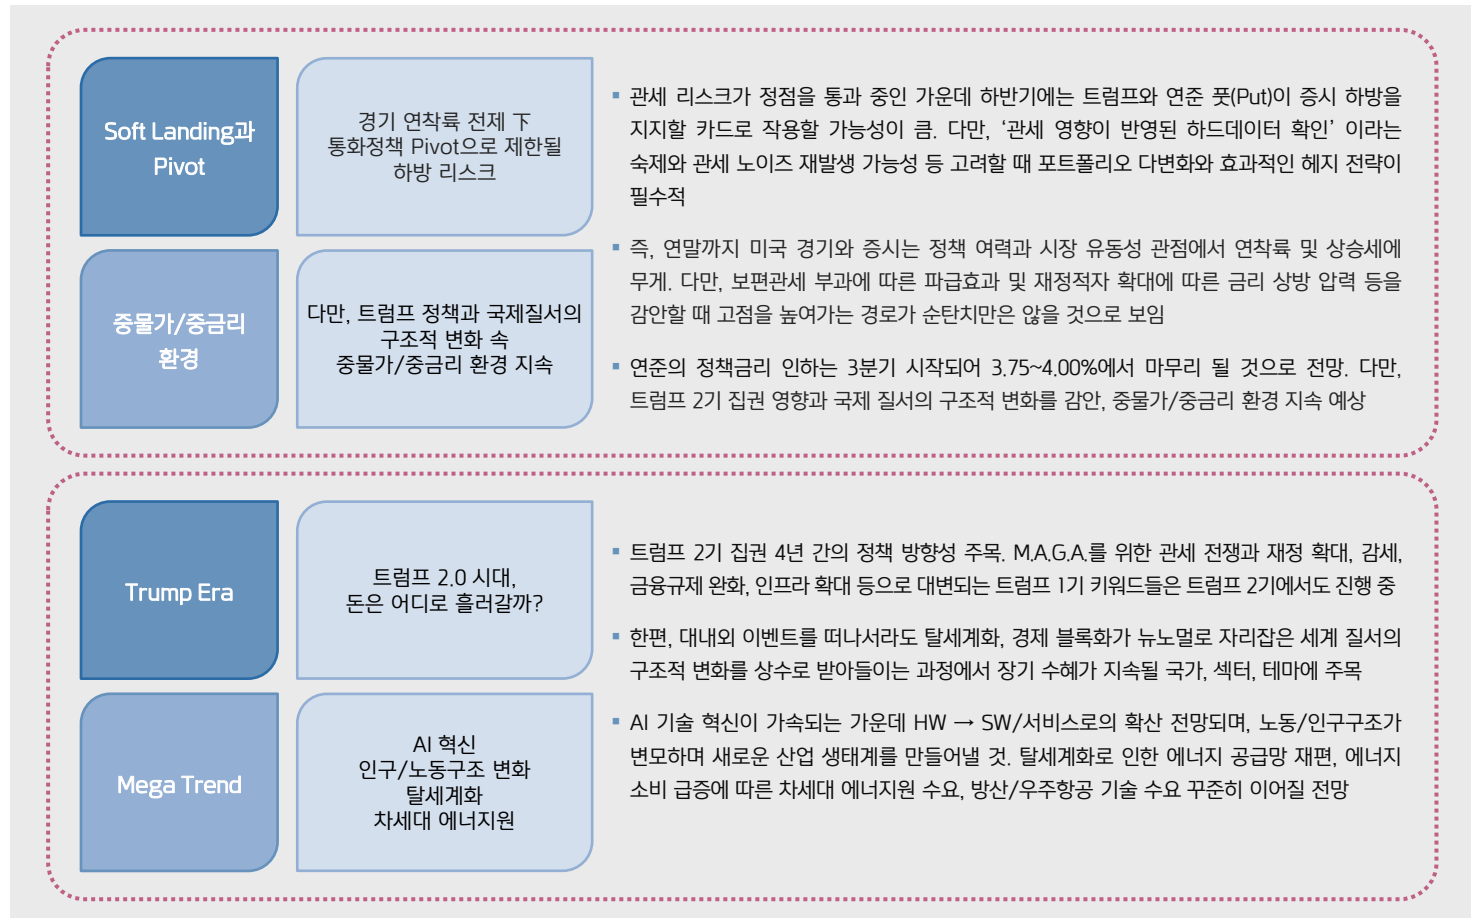 Soft Landing과
Pivot
경기 연착륙 전제 下
통화정책 Pivot으로 제한될
하방 리스크
중물가/중금리
환경
다만, 트럼프 정책과 국제질서의
구조적 변화 속
중물가/중금리 환경 지속
▪ 관세 리스크가 정점을 통과 중인 가운데 하반기에는 트럼프와 연준 풋(Put)이 증시 하방을
지지할 카드로 작용할 가능성이 큼. 다만, ‘관세 영향이 반영된 하드데이터 확인’ 이라는
숙제와 관세 노이즈 재발생 가능성 등 고려할 때 포트폴리오 다변화와 효과적인 헤지 전략이
필수적
▪ 즉, 연말까지 미국 경기와 증시는 정책 여력과 시장 유동성 관점에서 연착륙 및 상승세에
무게. 다만, 보편관세 부과에 따른 파급효과 및 재정적자 확대에 따른 금리 상방 압력 등을
감안할 때 고점을 높여가는 경로가 순탄치만은 않을 것으로 보임
▪ 연준의 정책금리 인하는 3분기 시작되어 3.75~4.00%에서 마무리 될 것으로 전망. 다만,
트럼프 2기 집권 영향과 국제 질서의 구조적 변화를 감안, 중물가/중금리 환경 지속 예상
Trump Era
트럼프 2.0 시대,
돈은 어디로 흘러갈까?
Mega Trend
AI 혁신
인구/노동구조 변화
탈세계화
차세대 에너지원
▪ 트럼프 2기 집권 4년 간의 정책 방향성 주목. M.A.G.A.를 위한 관세 전쟁과 재정 확대, 감세,
금융규제 완화, 인프라 확대 등으로 대변되는 트럼프 1기 키워드들은 트럼프 2기에서도 진행 중
▪ 한편, 대내외 이벤트를 떠나서라도 탈세계화, 경제 블록화가 뉴노멀로 자리잡은 세계 질서의
구조적 변화를 상수로 받아들이는 과정에서 장기 수혜가 지속될 국가, 섹터, 테마에 주목
▪ AI 기술 혁신이 가속되는 가운데 HW → SW/서비스로의 확산 전망되며, 노동/인구구조가
변모하며 새로운 산업 생태계를 만들어낼 것. 탈세계화로 인한 에너지 공급망 재편, 에너지
소비 급증에 따른 차세대 에너지원 수요, 방산/우주항공 기술 수요 꾸준히 이어질 전망